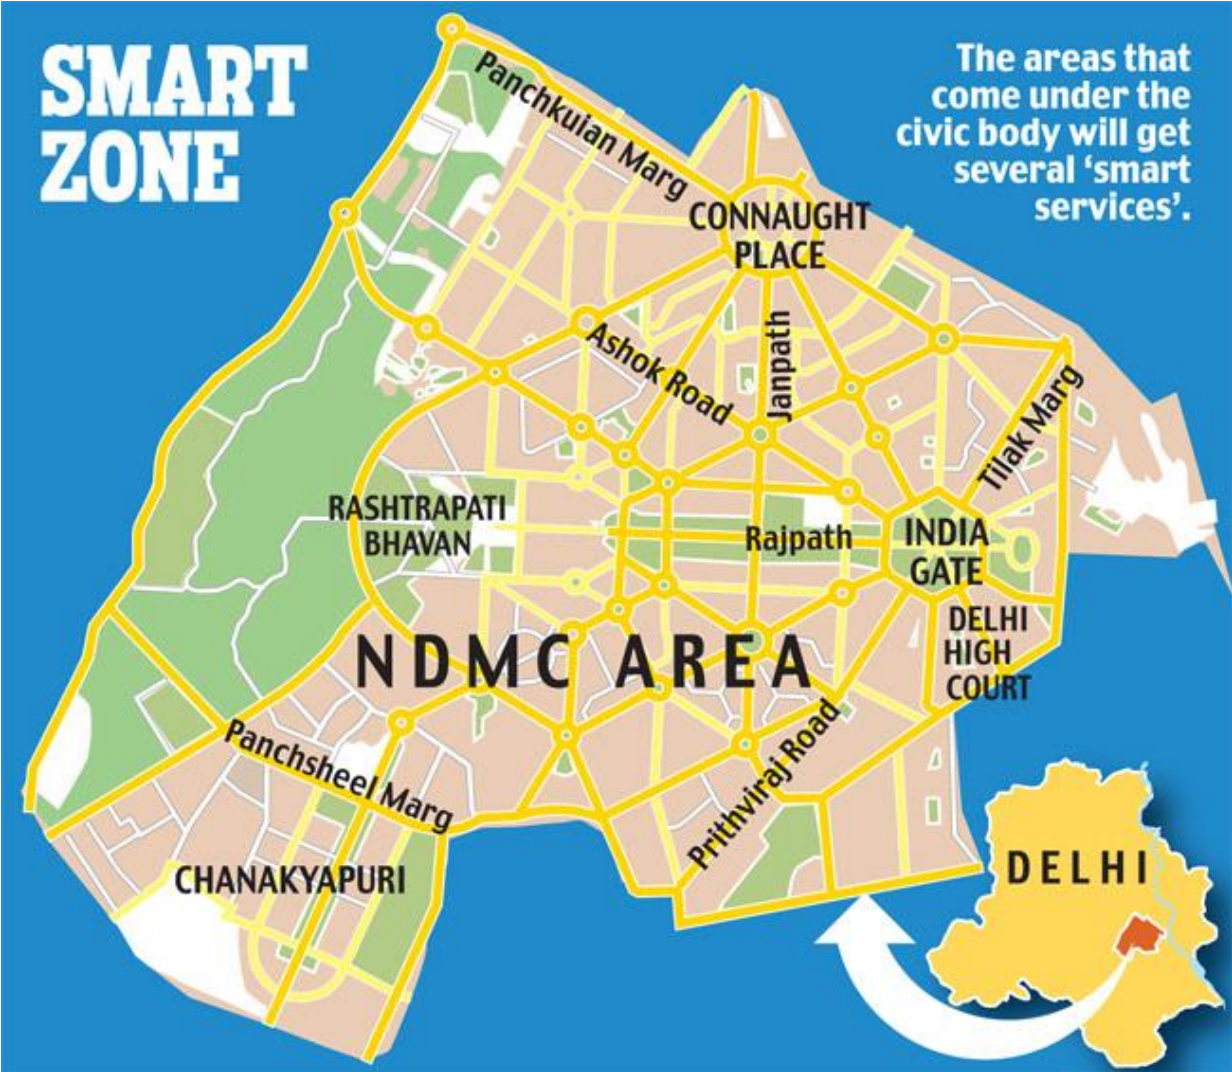 SMART
ZONE
The areas that
come under the
civic body will get
several ‘smart
services’.
Panchkuian Marg
CONNAUGHT
PLACE
Ashok Road
Janpath
Tilak Marg
RASHTRAPATI
BHAVAN
Rajpath
INDIA
GATE
DELHI
HIGH
COURT
NDMC AREA
Panchsheel Marg
Prithviraj Road
CHANAKYAPURI
DELHI